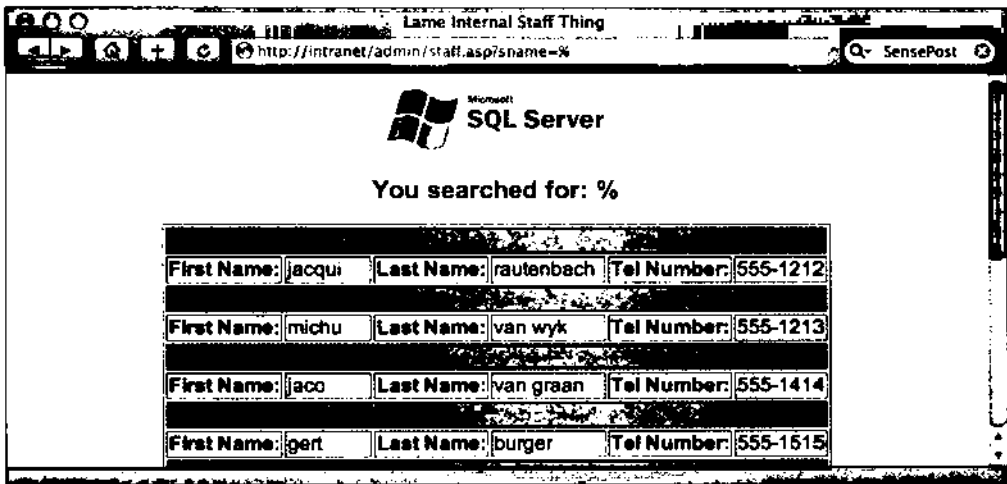 Lame Internal Staff Thing
http://intranet/admin/staff.asp?sname=%
SensePost
Microsoft
SQL Server
You searched for: %
First Name: jacqui Last Name: rautenbach Tel Number: 555-1212
First Name: michu Last Name: van wyk Tel Number: 555-1213
First Name: jaco Last Name: van graan Tel Number: 555-1414
First Name: gert Last Name: burger Tel Number: 555-1515